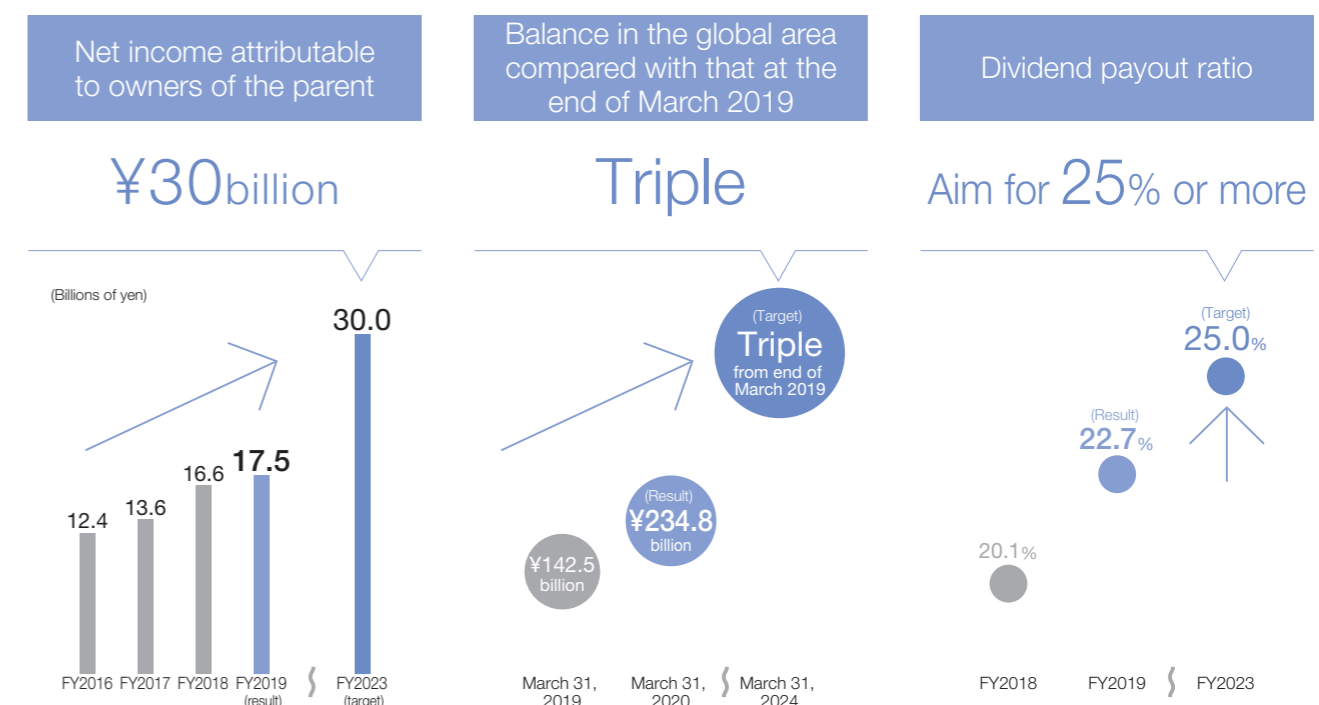 Net income attributable
to owners of the parent
¥30billion
(Billions of yen)
12.4
13.6
16.6
17.5
30.0
FY2016 FY2017 FY2018 FY2019 FY2023
(result) (target)
Balance in the global area
compared with that at the
end of March 2019
Triple
(Target)
Triple
from end of
March 2019
(Result)
¥234.8
billion
¥142.5
billion
March 31, March 31, March 31,
2019 2020 2024
Dividend payout ratio
Aim for 25% or more
(Target)
25.0%
(Result)
22.7%
20.1%
FY2018 FY2019 FY2023